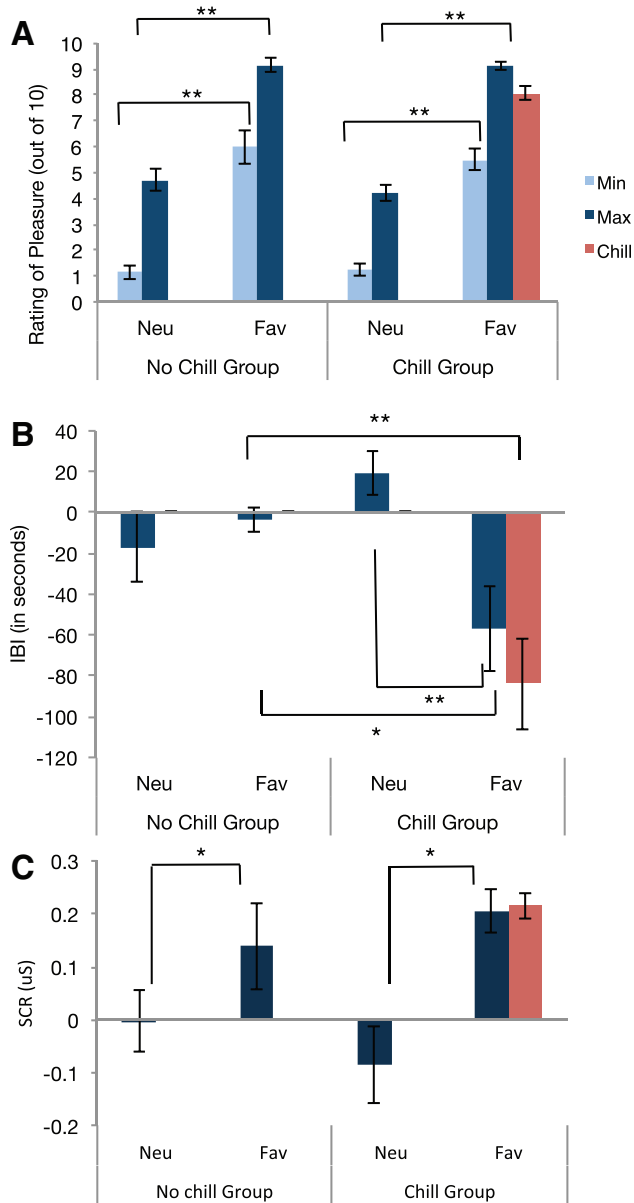 A
**
**
**
**
10
9
8
7
6
5
4
3
2
1
0
Rating of Pleasure (out of 10)
Min
Max
Chill
Neu Fav Neu Fav
No Chill Group Chill Group
B
**
40
20
0
-20
-40
-60
-80
-100
-120
IBI (in seconds)
**
*
Neu Fav Neu Fav
No Chill Group Chill Group
C
* *
0.3
0.2
0.1
0
-0.1
-0.2
SCR (uS)
Neu Fav Neu Fav
No chill Group Chill Group